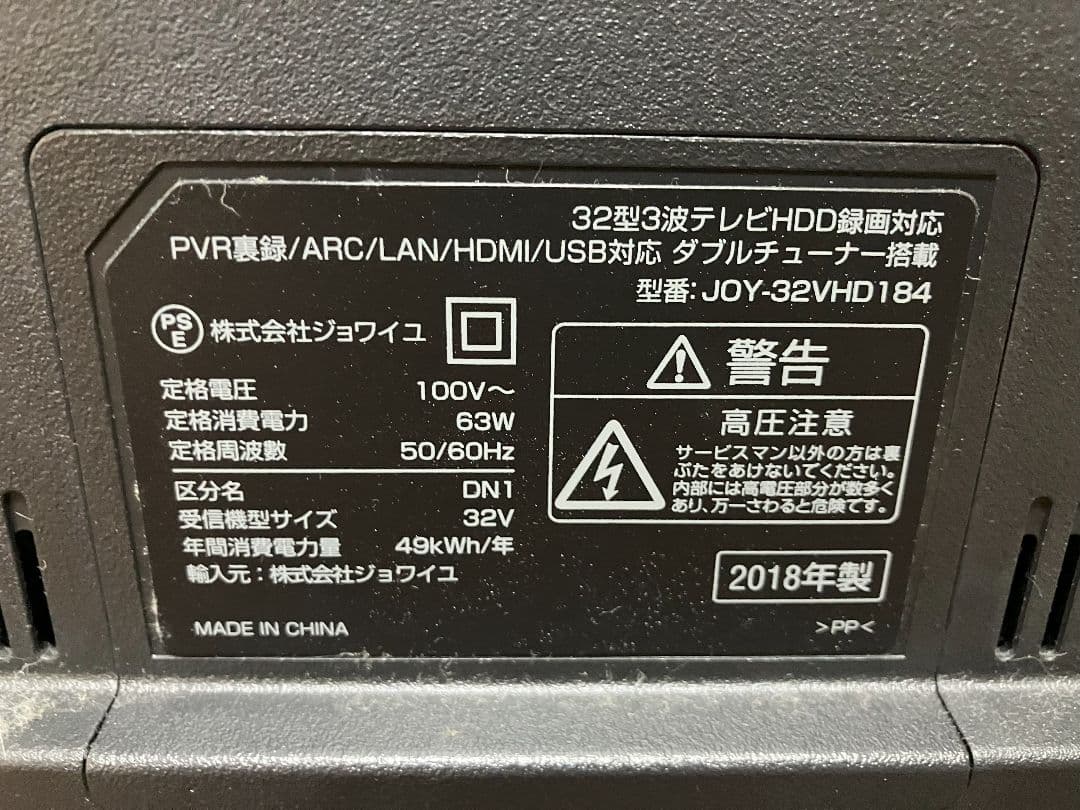 32型3波テレビHDD録画対応
PVR裏録/ARC/LAN/HDMI/USB対応 ダブルチューナー搭載
型番: JOY-32VHD184
PSE 株式会社ジョワイユ
定格電圧 100V～
定格消費電力 63W
定格周波数 50/60Hz
区分名 DN1
受信機型サイズ 32V
年間消費電力量 49kWh/年
輸入元：株式会社ジョワイユ
MADE IN CHINA
警告
高圧注意
サービスマン以外の方は裏
ぶたをあけないでください。
内部には高電圧部分が数多く
あり、万一さわると危険です。
2018年製
>PP<